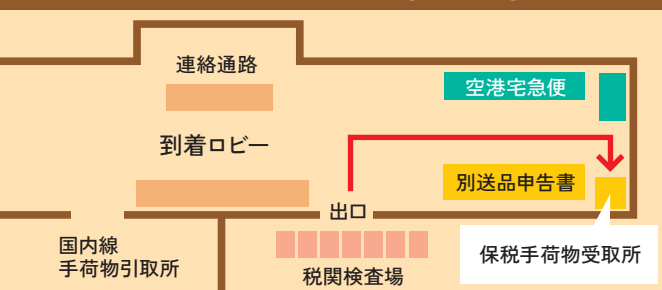 連絡通路
空港宅急便
到着ロビー
別送品申告書
出口
国内線
手荷物引取所
保税手荷物受取所
税関検査場